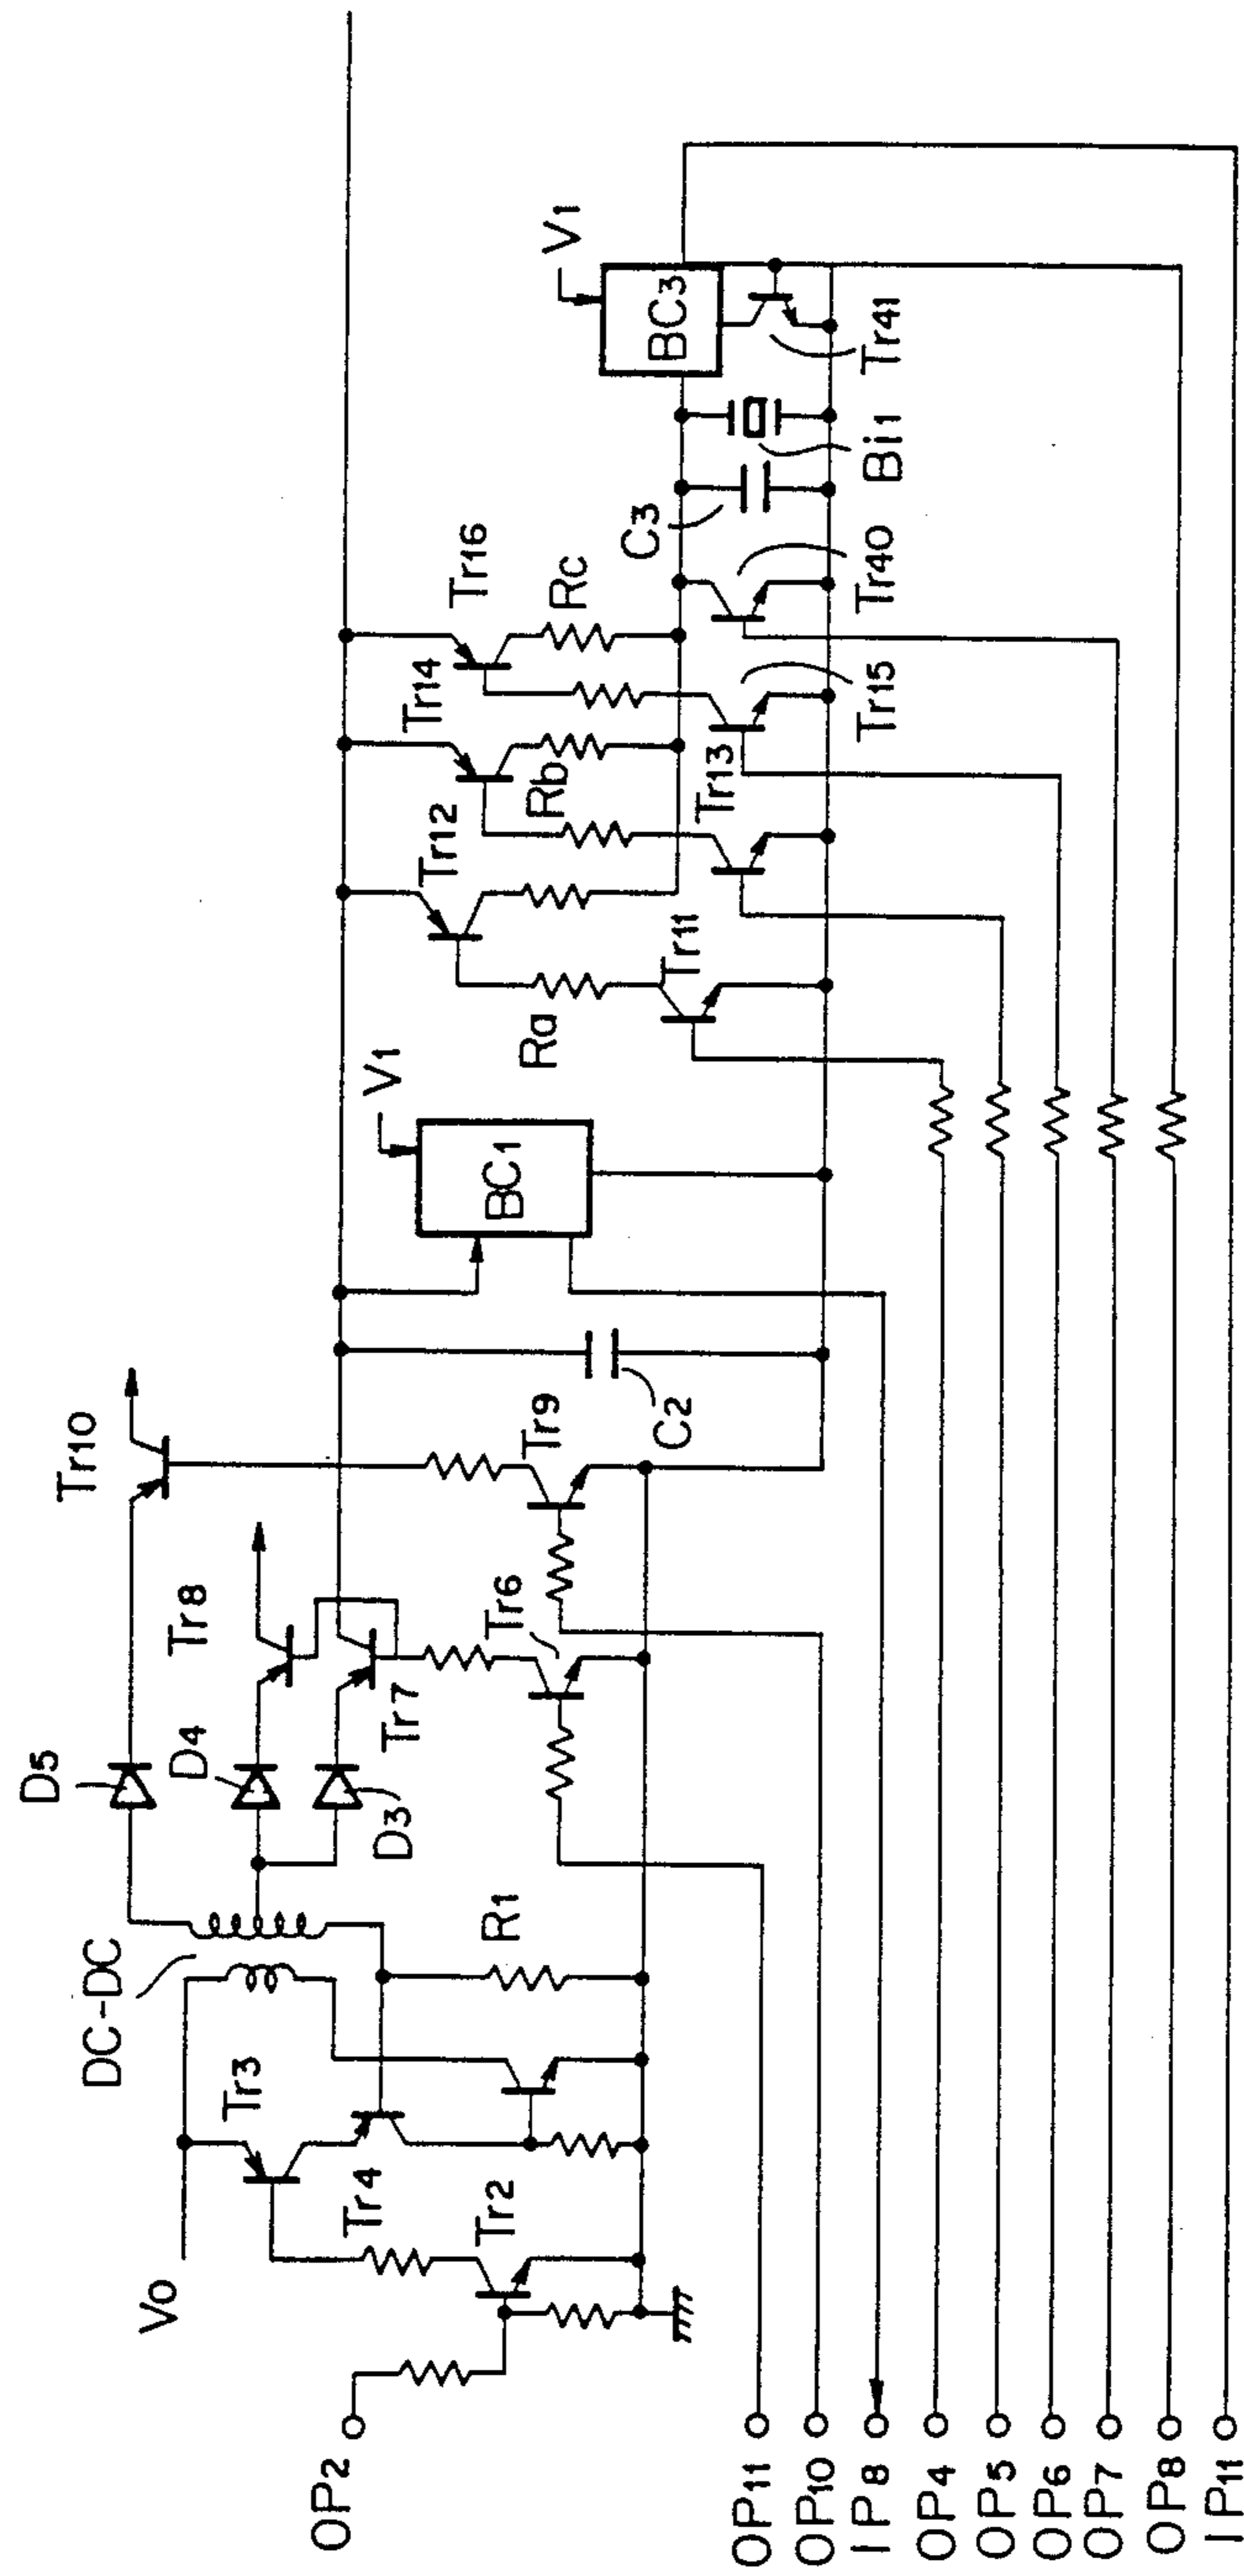 OP2
V0
Tr3
Tr4
Tr2
DC-DC
R1
D5
D4
D3
Tr8
Tr7
Tr6
Tr10
Tr9
C2
BC1
V1
Ra
Tr11
Tr12
Rb
Tr13
Tr14
Tr15
Tr16
Rc
Tr40
C3
Bi1
BC3
V1
Tr41
OP11
OP10
IP8
OP4
OP5
OP6
OP7
OP8
IP11